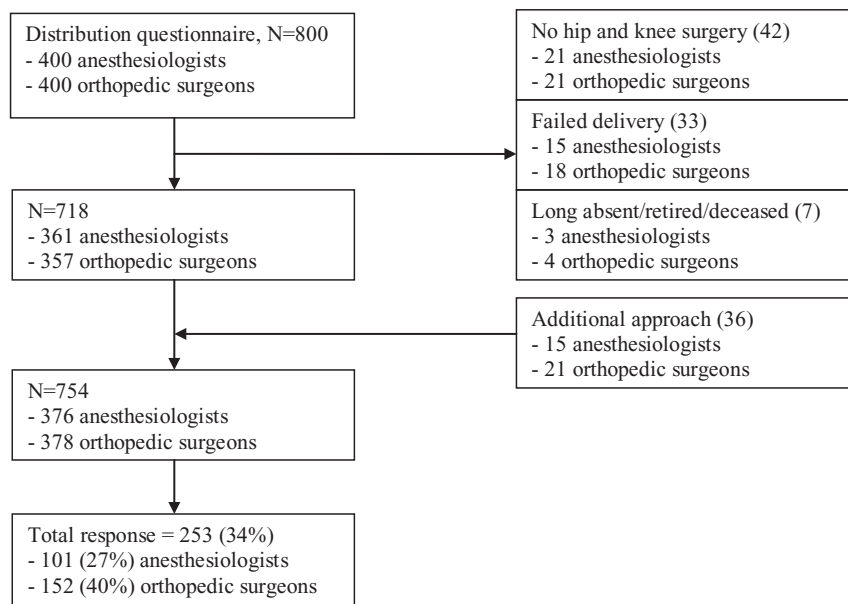 Distribution questionnaire, N=800
- 400 anesthesiologists
- 400 orthopedic surgeons
No hip and knee surgery (42)
- 21 anesthesiologists
- 21 orthopedic surgeons
Failed delivery (33)
- 15 anesthesiologists
- 18 orthopedic surgeons
Long absent/retired/deceased (7)
- 3 anesthesiologists
- 4 orthopedic surgeons
N=718
- 361 anesthesiologists
- 357 orthopedic surgeons
Additional approach (36)
- 15 anesthesiologists
- 21 orthopedic surgeons
N=754
- 376 anesthesiologists
- 378 orthopedic surgeons
Total response = 253 (34%)
- 101 (27%) anesthesiologists
- 152 (40%) orthopedic surgeons